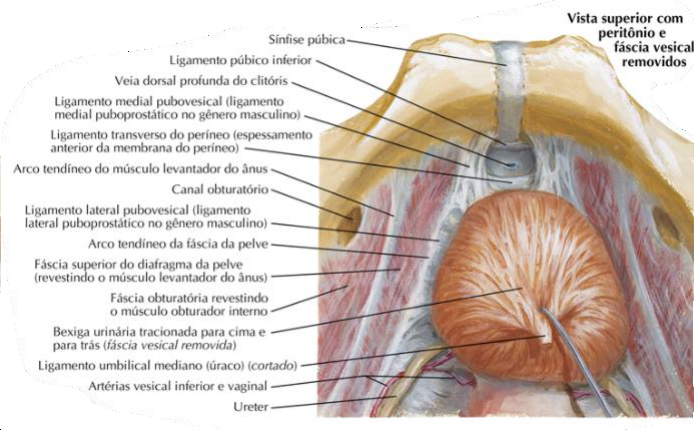 Vista superior com
peritônio e
fáscia vesical
removidos
Sínfise púbica
Ligamento púbico inferior
Veia dorsal profunda do clitóris
Ligamento medial pubovesical (ligamento
medial puboprostático no gênero masculino)
Ligamento transverso do períneo (espessamento
anterior da membrana do períneo)
Arco tendíneo do músculo levantador do ânus
Canal obturatório
Ligamento lateral pubovesical (ligamento
lateral puboprostático no gênero masculino)
Arco tendíneo da fáscia da pelve
Fáscia superior do diafragma da pelve
(revestindo o músculo levantador do ânus)
Fáscia obturatória revestindo
o músculo obturador interno
Bexiga urinária tracionada para cima e
para trás (fáscia vesical removida)
Ligamento umbilical mediano (úraco) (cortado)
Artérias vesical inferior e vaginal
Ureter